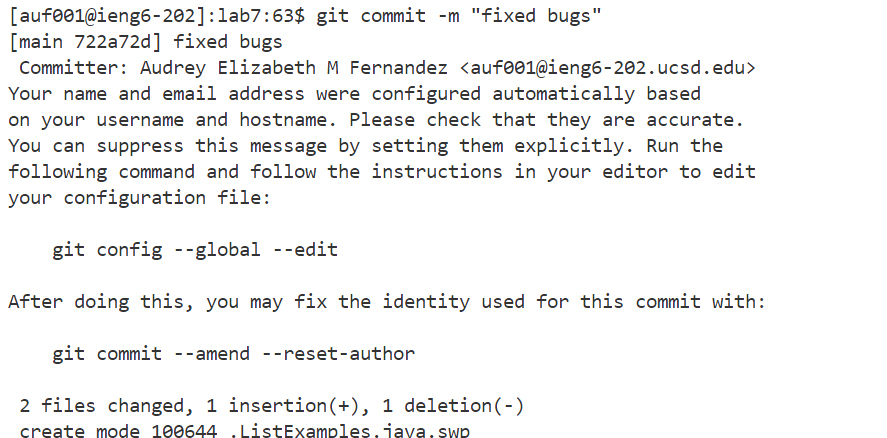 [auf001@ieng6-202]:lab7:63$ git commit -m "fixed bugs"
[main 722a72d] fixed bugs
 Committer: Audrey Elizabeth M Fernandez <auf001@ieng6-202.ucsd.edu>
Your name and email address were configured automatically based
on your username and hostname. Please check that they are accurate.
You can suppress this message by setting them explicitly. Run the
following command and follow the instructions in your editor to edit
your configuration file:

    git config --global --edit

After doing this, you may fix the identity used for this commit with:

    git commit --amend --reset-author

 2 files changed, 1 insertion(+), 1 deletion(-)
 create mode 100644 .ListExamples.java.swp